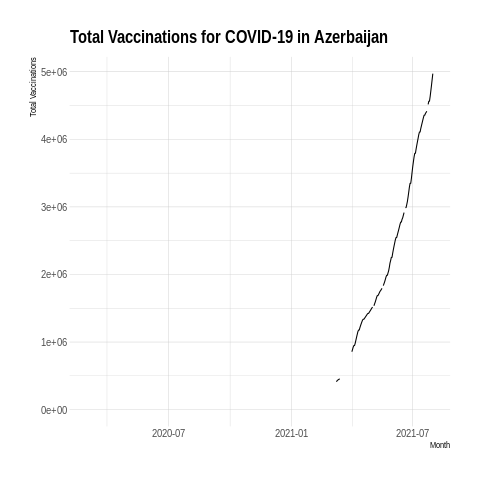 Total Vaccinations for COVID-19 in Azerbaijan
Total Vaccinations
5e+06
4e+06
3e+06
2e+06
1e+06
0e+00
2020-07 2021-01 2021-07
Month